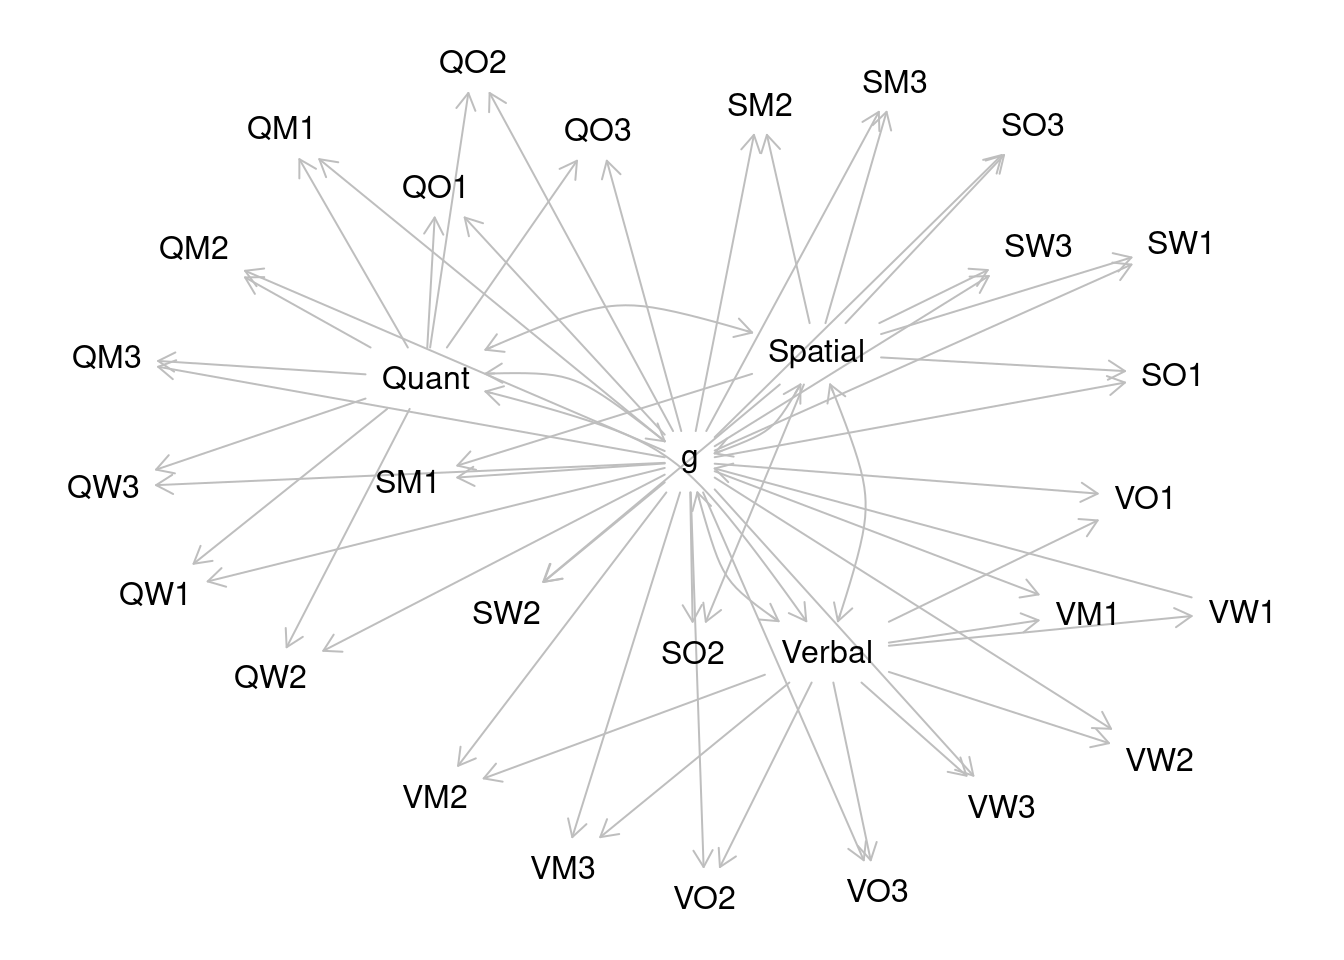 QO2
SM3
SM2
SO3
QM1
QO3
QO1
SW1
SW3
QM2
Spatial
QM3
SO1
Quant
g
SM1
QW3
VO1
QW1
SW2
VM1
VW1
SO2
Verbal
QW2
VW2
VM2
VW3
VM3
VO3
VO2